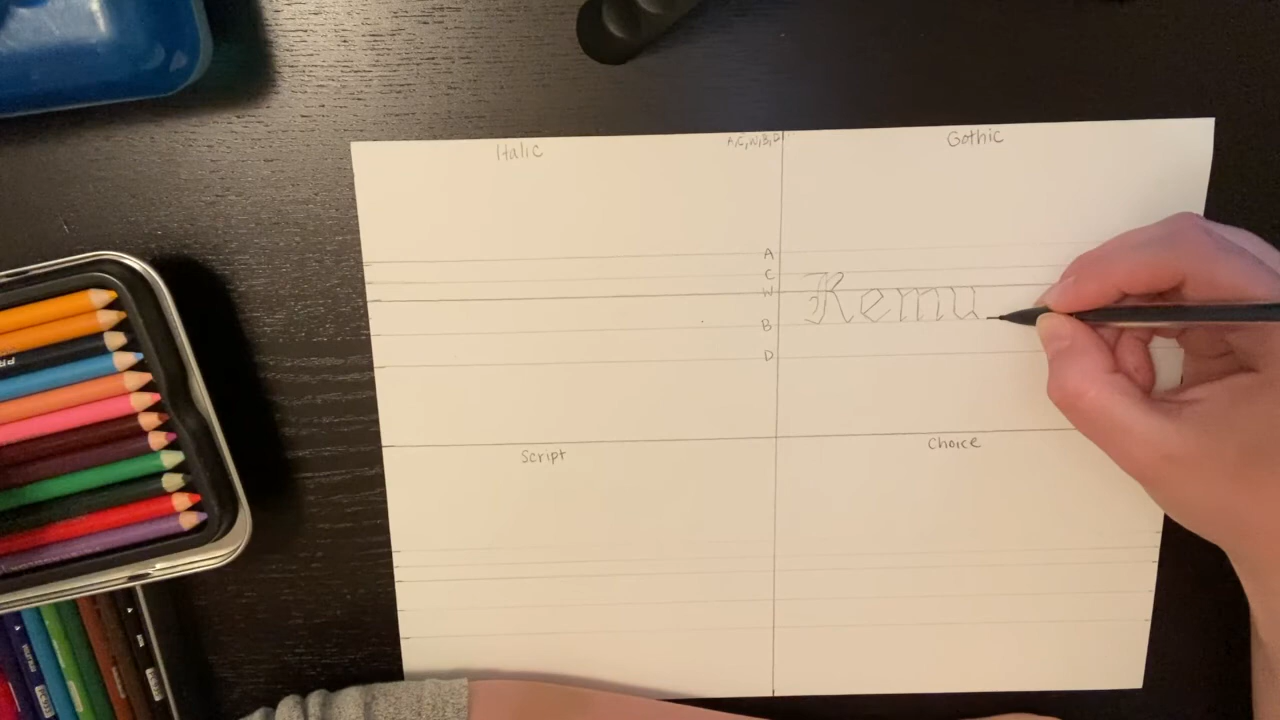 Italic
A,C,W,B,D
Gothic
A
C
W
B
D
Remu
Script
Choice